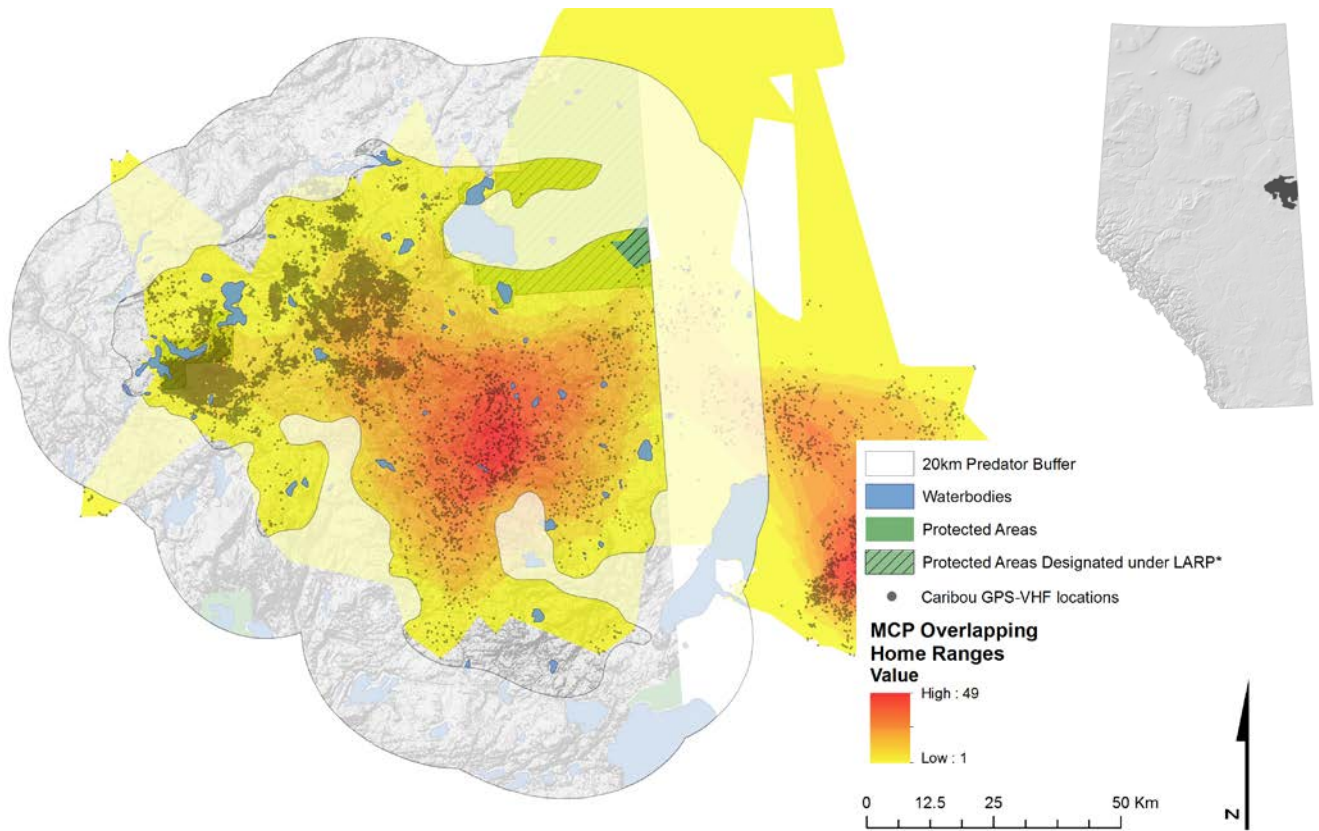 20km Predator Buffer
Waterbodies
Protected Areas
Protected Areas Designated under LARP*
Caribou GPS-VHF locations
MCP Overlapping
Home Ranges
Value
High : 49
Low : 1
0 12.5 25 50 Km
N